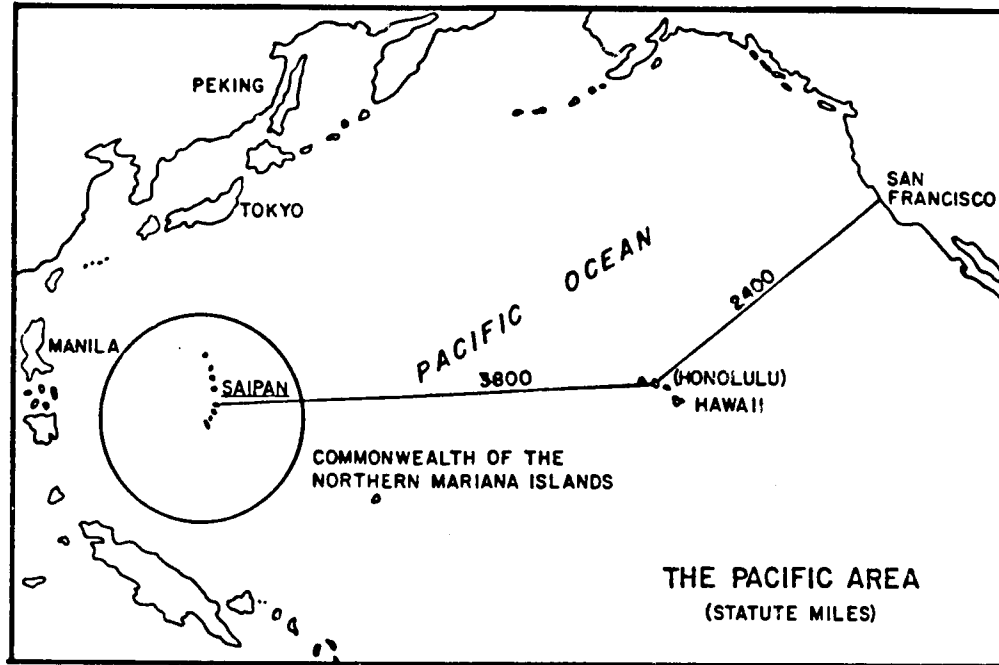 PEKING
TOKYO
SAN
FRANCISCO
PACIFIC OCEAN
2400
MANILA
SAIPAN
3800
(HONOLULU)
HAWAII
COMMONWEALTH OF THE
NORTHERN MARIANA ISLANDS
THE PACIFIC AREA
(STATUTE MILES)